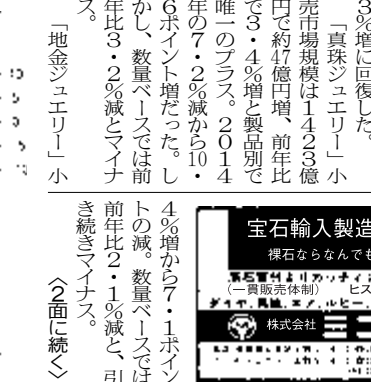 ３％増に回復した。
「真珠ジュエリー」小
売市場規模は１４２３億
円で約47億円増、前年比
で３・４％増と製品別で
唯一のプラス。２０１４
年の７・２％減から10・
６ポイント増だった。し
かし、数量ベースでは前
年比３・２％減とマイナ
ス。
「地金ジュエリー」小
４％増から７・１ポイン
トの減。数量ベースでは
前年比２・１％減と、引
き続きマイナス。
〈２面に続く〉
宝石輸入製造
裸石ならなんでも
（一貫販売体制）
株式会社